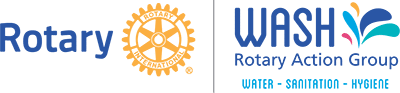 Rotary
ROTARY
INTERNATIONAL
®
WASH
Rotary Action Group
WATER - SANITATION - HYGIENE